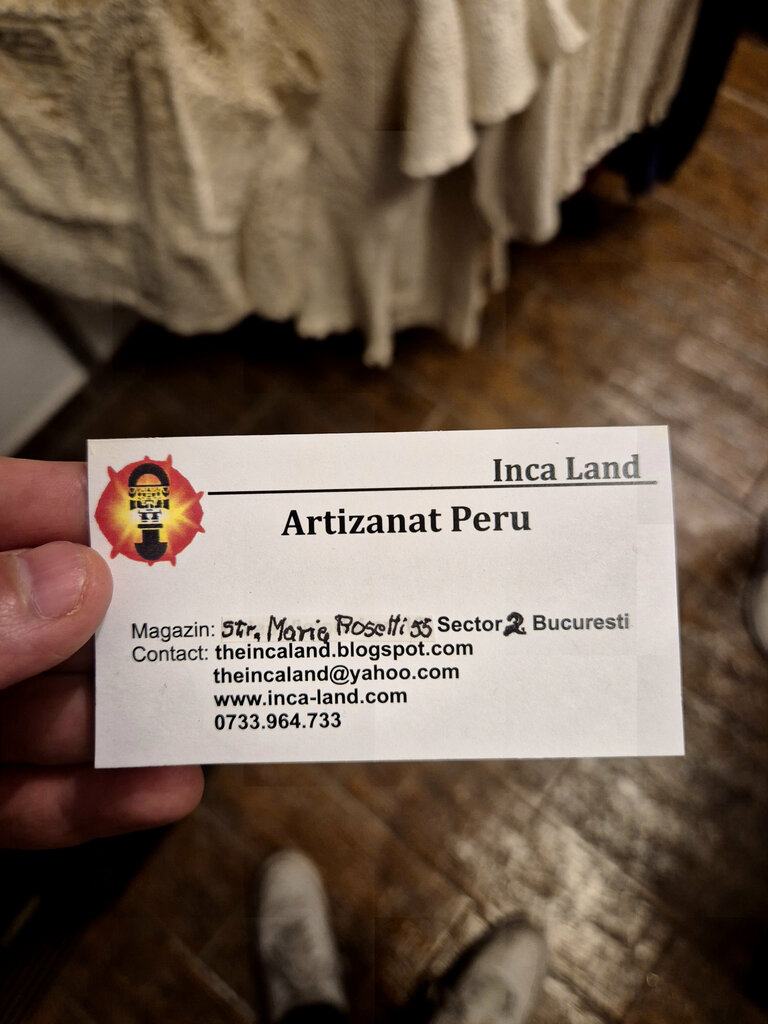 Inca Land
Artizanat Peru
Magazin: str. Maria Rosetti 55 Sector 2 Bucuresti
Contact: theincaland.blogspot.com
theincaland@yahoo.com
www.inca-land.com
0733.964.733